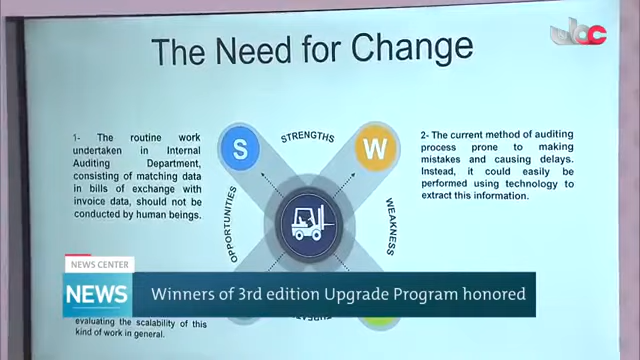 The Need for Change
1- The routine work
undertaken in Internal
Auditing Department,
consisting of matching data
in bills of exchange with
invoice data, should not be
conducted by human beings.
S
STRENGTHS
W
2- The current method of auditing
process prone to making
mistakes and causing delays.
Instead, it could easily be
performed using technology to
extract this information.
OPPORTUNITIES
WEAKNESS
NEWS CENTER
NEWS
Winners of 3rd edition Upgrade Program honored
evaluating the scalability of this
kind of work in general.